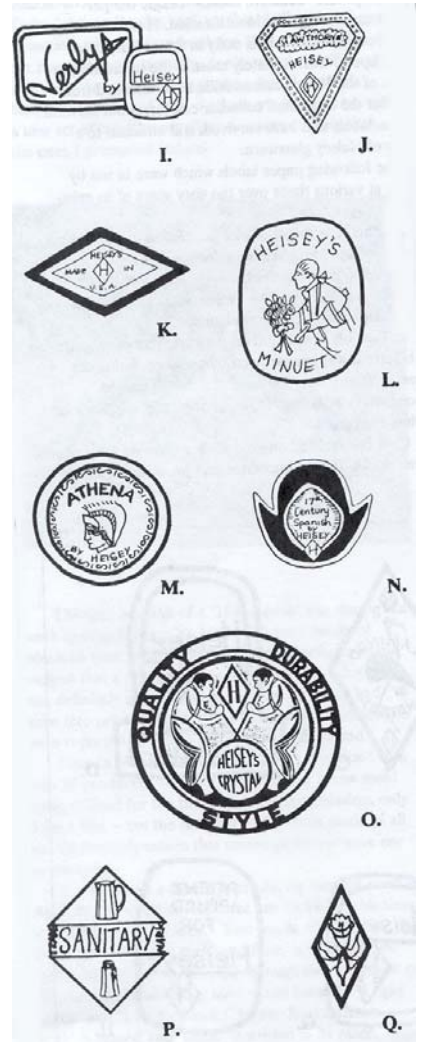 Verlys
by
Heisey
H
I.
HAWTHORNE
HEISEY
H
J.
HEISEY'S
MADE H IN
U.S.A.
K.
HEISEY'S
MINUET
L.
ATHENA
BY HEISEY
M.
17th
Century
Spanish
by
HEISEY
H
N.
QUALITY DURABILITY
H
HEISEY'S
CRYSTAL
STYLE
O.
SANITARY
P.
Q.